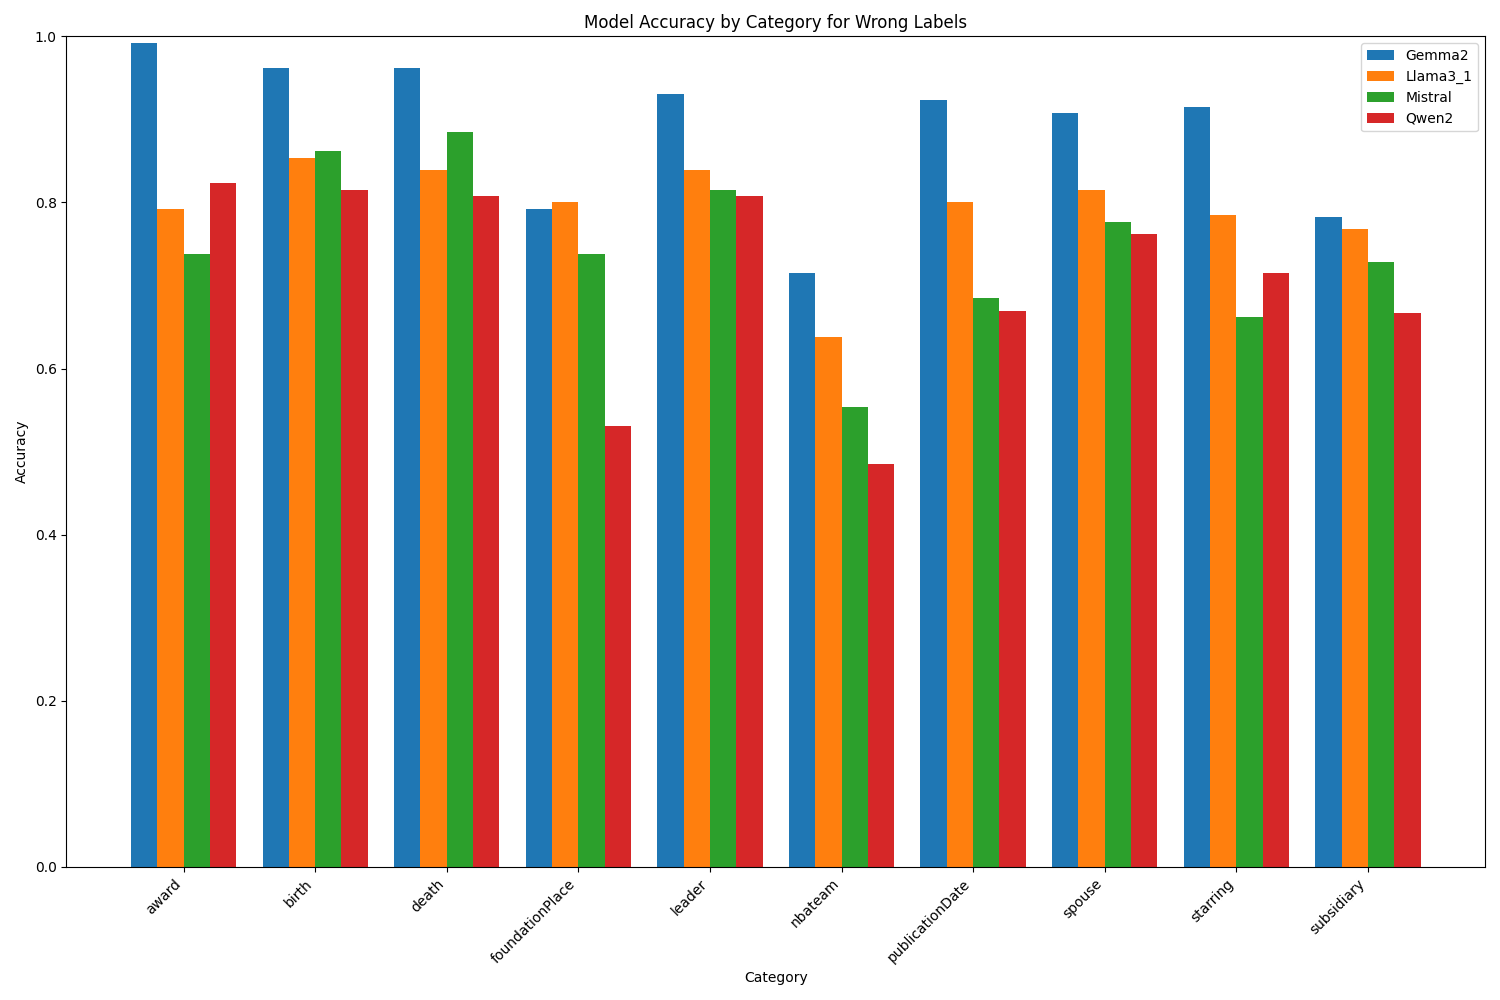 Model Accuracy by Category for Wrong Labels
Gemma2
Llama3_1
Mistral
Qwen2
Accuracy
1.0
0.8
0.6
0.4
0.2
0.0
award
birth
death
foundationPlace
leader
nbateam
publicationDate
spouse
starring
subsidiary
Category